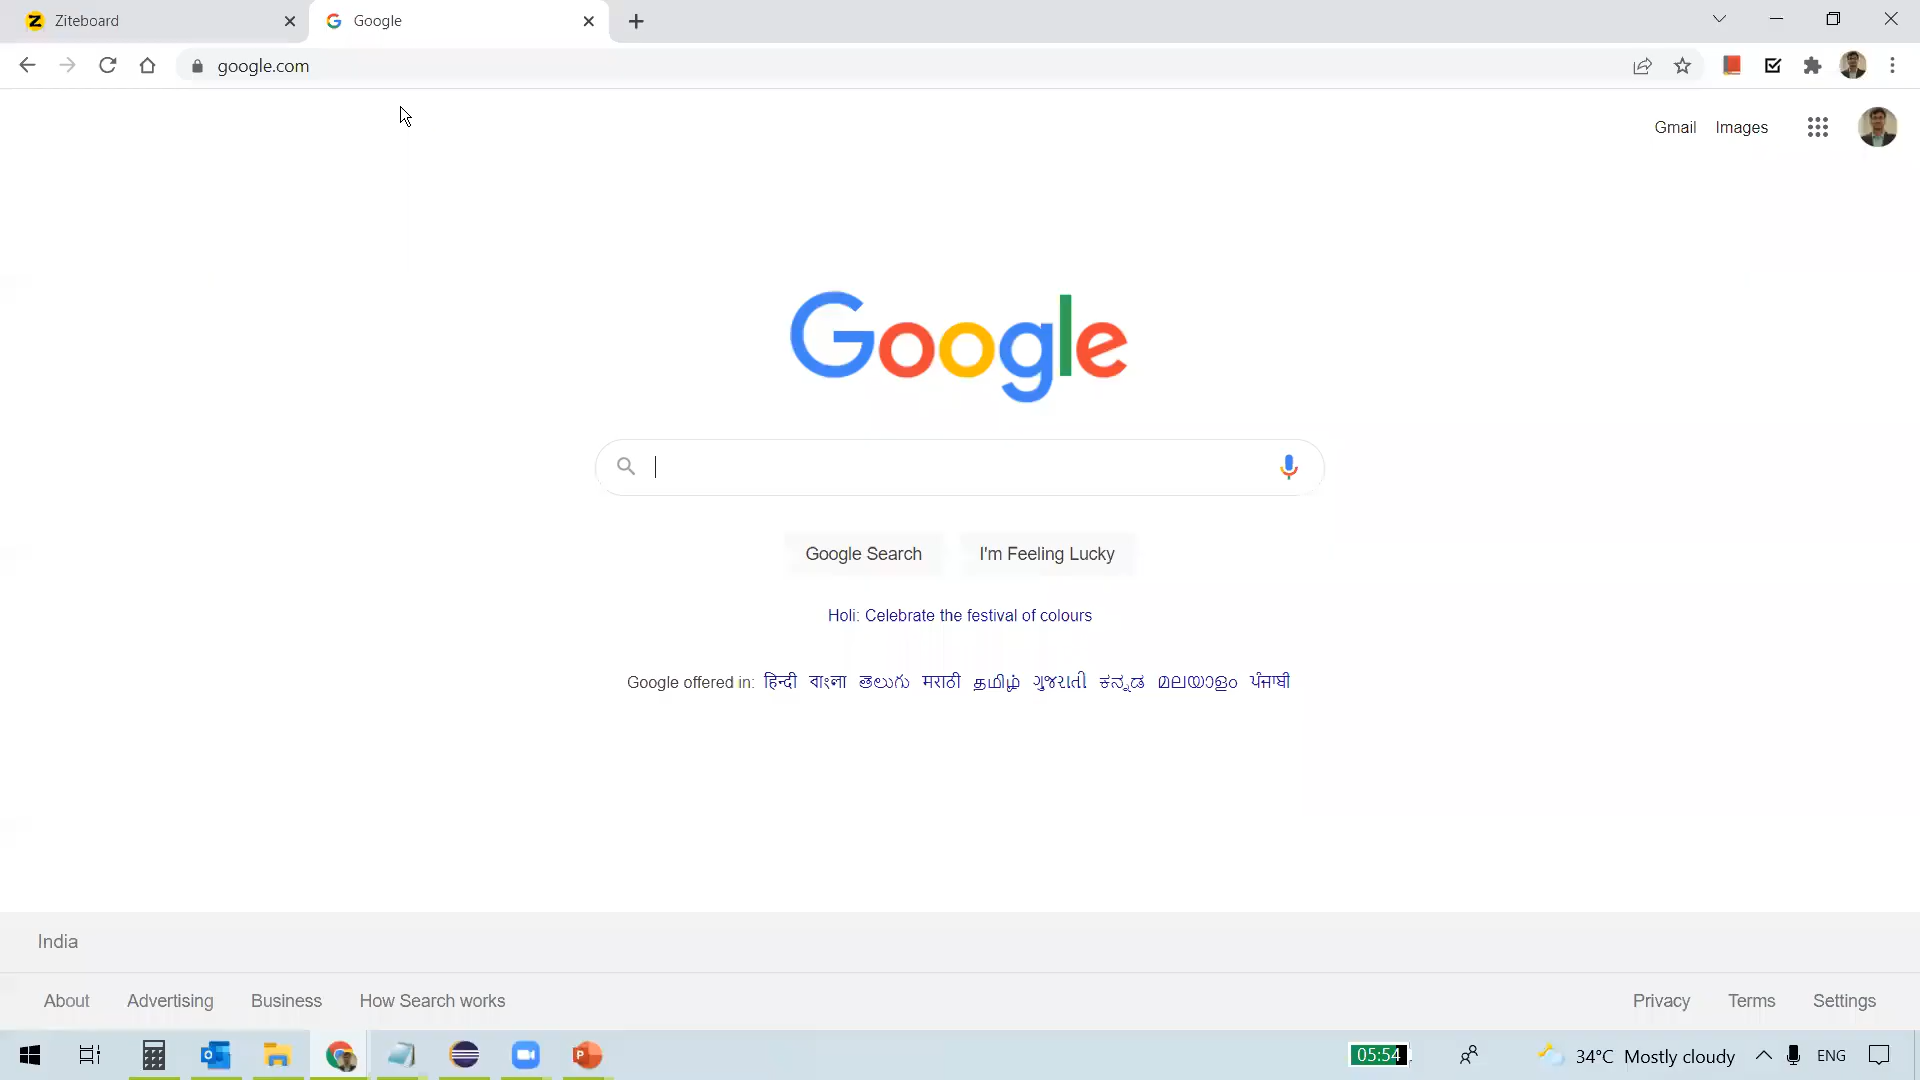 Ziteboard
Google
google.com
Gmail Images
Google
Google Search I'm Feeling Lucky
Holi: Celebrate the festival of colours
Google offered in: हिन्दी বাংলা తెలుగు मराठी தமிழ் ગુજરાતી ಕನ್ನಡ മലയാളം ਪੰਜਾਬੀ
India
About Advertising Business How Search works Privacy Terms Settings
05:54 34°C Mostly cloudy ENG